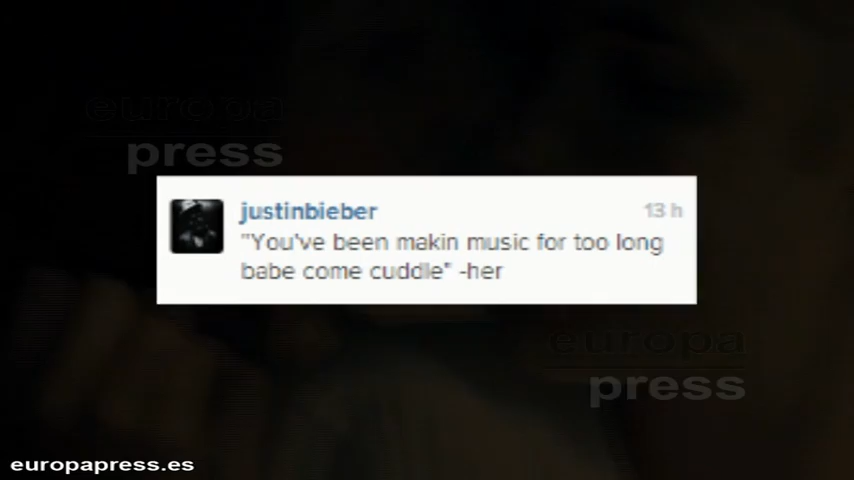 europa
press
justinbieber 13 h
"You've been makin music for too long
babe come cuddle" -her
europa
press
europapress.es